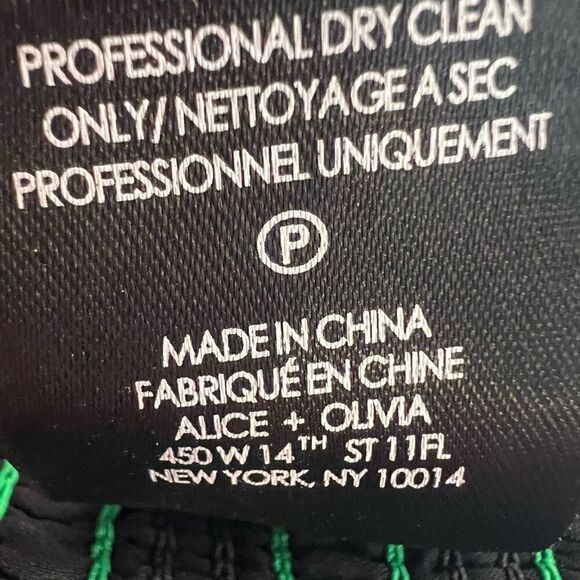 PROFESSIONAL DRY CLEAN
ONLY/ NETTOYAGE A SEC
PROFESSIONNEL UNIQUEMENT
P
MADE IN CHINA
FABRIQUÉ EN CHINE
ALICE + OLIVIA
450 W 14TH ST 11FL
NEW YORK, NY 10014